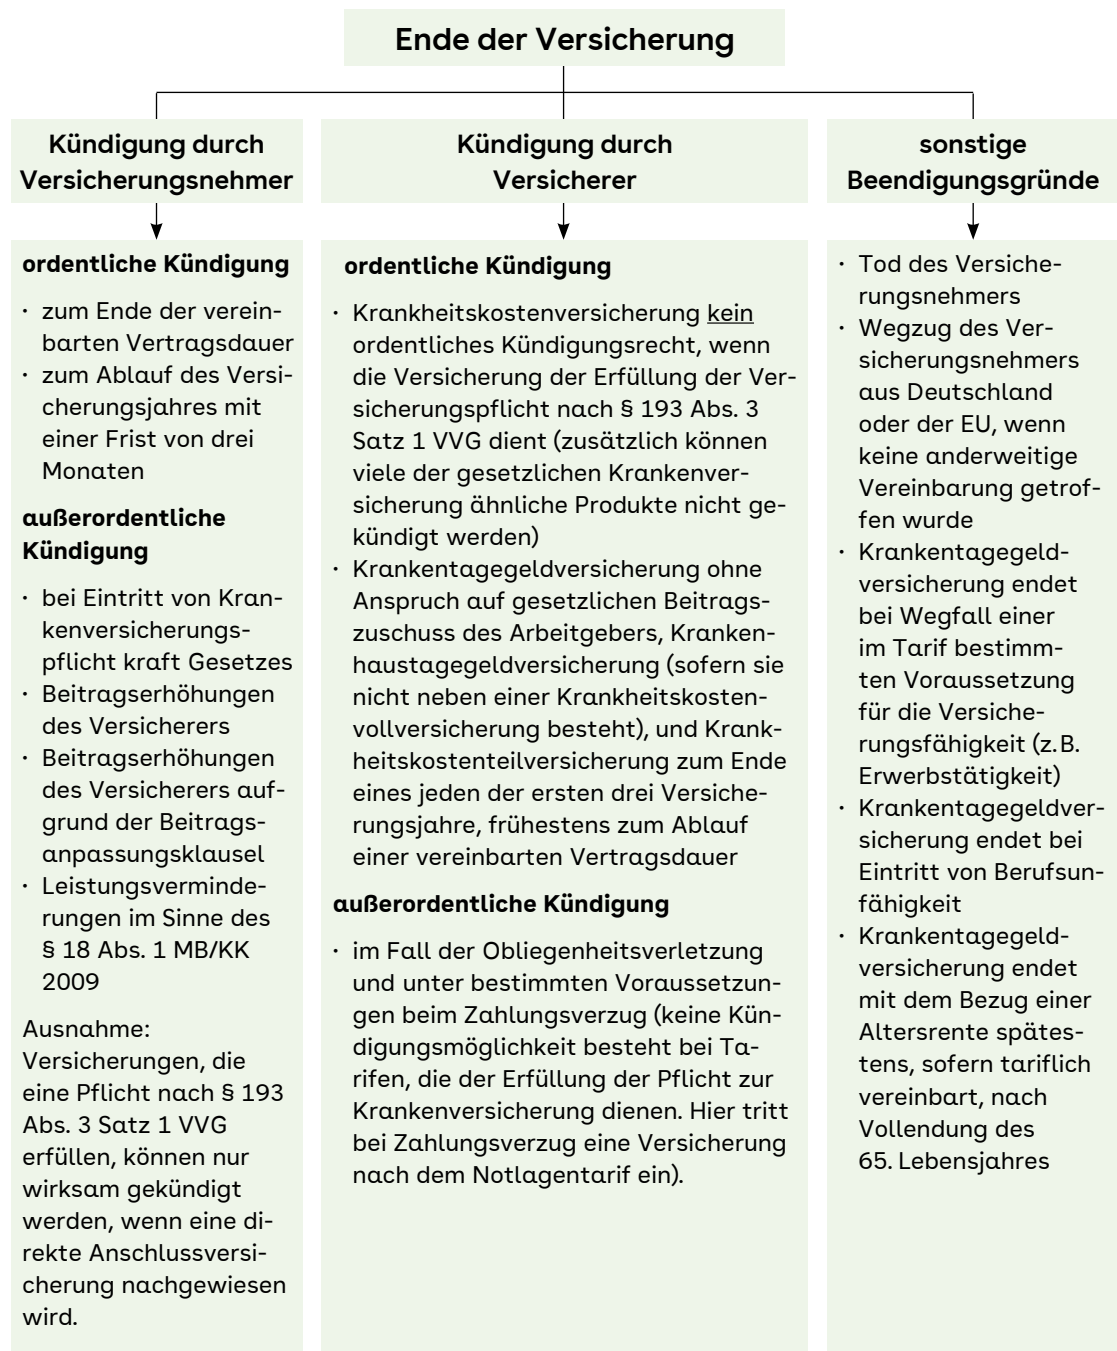 Ende der Versicherung
Kündigung durch
Versicherungsnehmer
ordentliche Kündigung
· zum Ende der verein-
barten Vertragsdauer
· zum Ablauf des Versi-
cherungsjahres mit
einer Frist von drei
Monaten
außerordentliche
Kündigung
· bei Eintritt von Kran-
kenversicherungs-
pflicht kraft Gesetzes
· Beitragserhöhungen
des Versicherers
· Beitragserhöhungen
des Versicherers auf-
grund der Beitrags-
anpassungsklausel
· Leistungsverminde-
rungen im Sinne des
§ 18 Abs. 1 MB/KK
2009
Ausnahme:
Versicherungen, die
eine Pflicht nach § 193
Abs. 3 Satz 1 VVG
erfüllen, können nur
wirksam gekündigt
werden, wenn eine di-
rekte Anschlussversi-
cherung nachgewiesen
wird.
Kündigung durch
Versicherer
ordentliche Kündigung
· Krankheitskostenversicherung kein
ordentliches Kündigungsrecht, wenn
die Versicherung der Erfüllung der Ver-
sicherungspflicht nach § 193 Abs. 3
Satz 1 VVG dient (zusätzlich können
viele der gesetzlichen Krankenver-
sicherung ähnliche Produkte nicht ge-
kündigt werden)
· Krankentagegeldversicherung ohne
Anspruch auf gesetzlichen Beitrags-
zuschuss des Arbeitgebers, Kranken-
haustagegeldversicherung (sofern sie
nicht neben einer Krankheitskosten-
vollversicherung besteht), und Krank-
heitskostenteilversicherung zum Ende
eines jeden der ersten drei Versiche-
rungsjahre, frühestens zum Ablauf
einer vereinbarten Vertragsdauer
außerordentliche Kündigung
· im Fall der Obliegenheitsverletzung
und unter bestimmten Voraussetzun-
gen beim Zahlungsverzug (keine Kün-
digungsmöglichkeit besteht bei Ta-
rifen, die der Erfüllung der Pflicht zur
Krankenversicherung dienen. Hier tritt
bei Zahlungsverzug eine Versicherung
nach dem Notlagentarif ein).
sonstige
Beendigungsgründe
· Tod des Versiche-
rungsnehmers
· Wegzug des Ver-
sicherungsnehmers
aus Deutschland
oder der EU, wenn
keine anderweitige
Vereinbarung getrof-
fen wurde
· Krankentagegeld-
versicherung endet
bei Wegfall einer
im Tarif bestimm-
ten Voraussetzung
für die Versiche-
rungsfähigkeit (z. B.
Erwerbstätigkeit)
· Krankentagegeldver-
sicherung endet bei
Eintritt von Berufsun-
fähigkeit
· Krankentagegeld-
versicherung endet
mit dem Bezug einer
Altersrente spätes-
tens, sofern tariflich
vereinbart, nach
Vollendung des
65. Lebensjahres